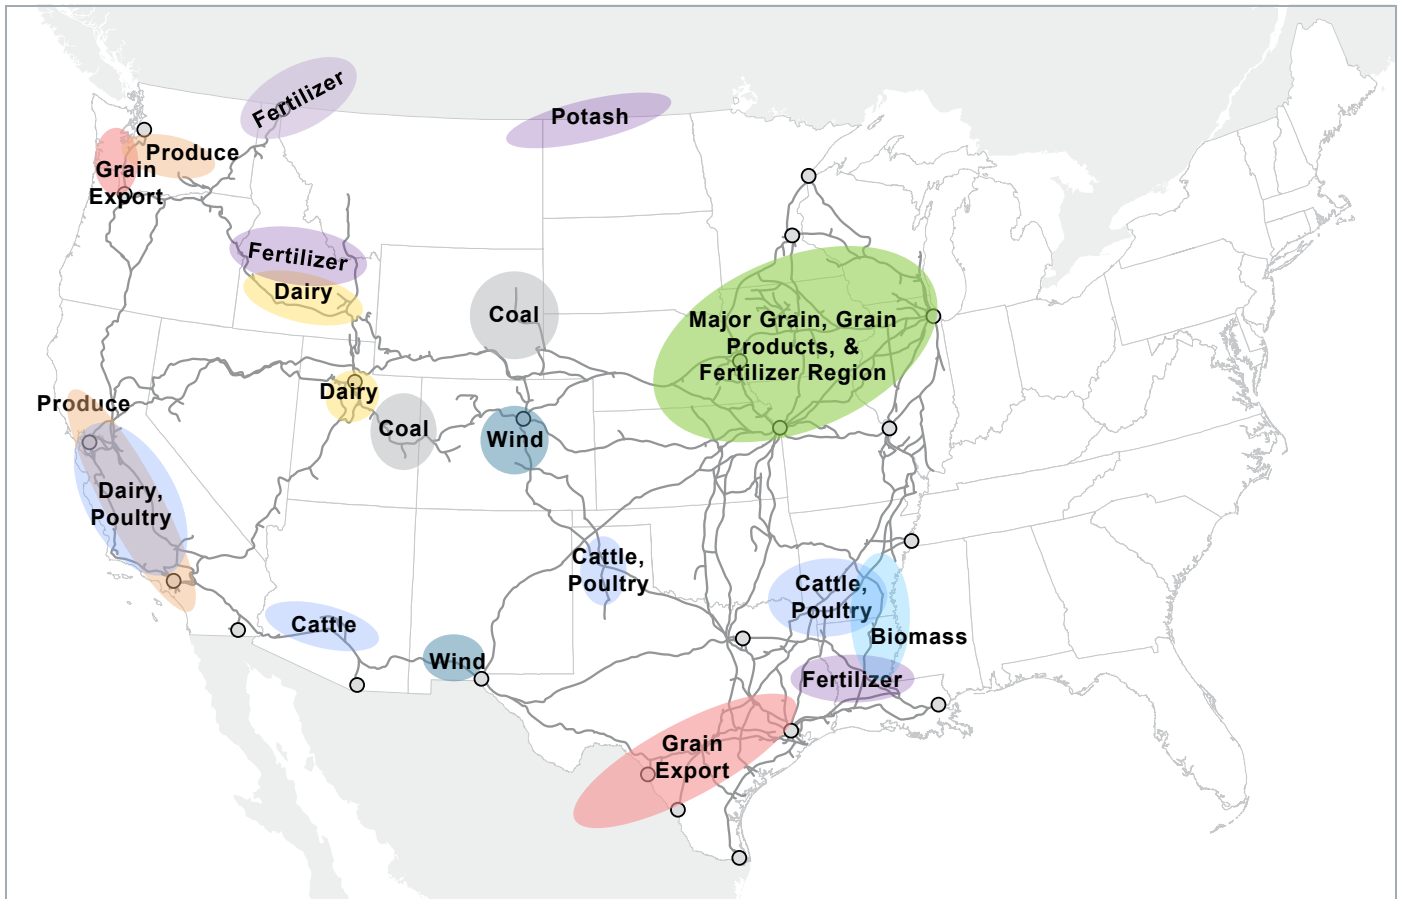 Fertilizer
Potash
Produce
Grain
Export
Fertilizer
Dairy
Coal
Major Grain, Grain
Products, &
Fertilizer Region
Dairy
Produce
Coal
Wind
Dairy,
Poultry
Cattle,
Poultry
Cattle,
Poultry
Cattle
Biomass
Wind
Fertilizer
Grain
Export